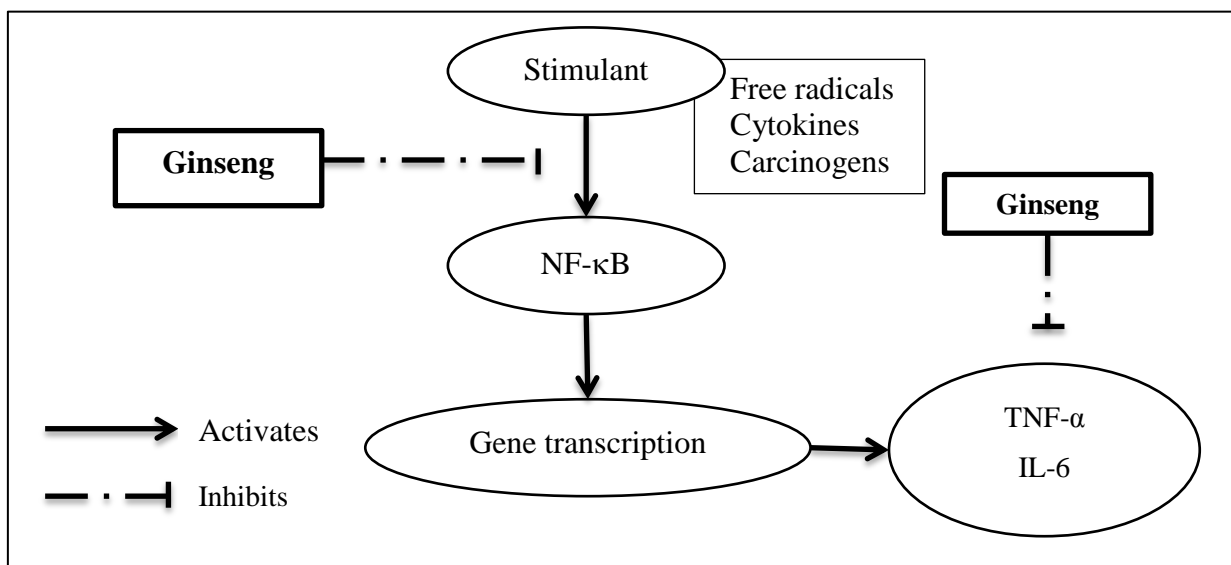 Stimulant
Free radicals
Cytokines
Carcinogens
Ginseng
Ginseng
NF-κB
TNF-α
IL-6
Gene transcription
Activates
Inhibits